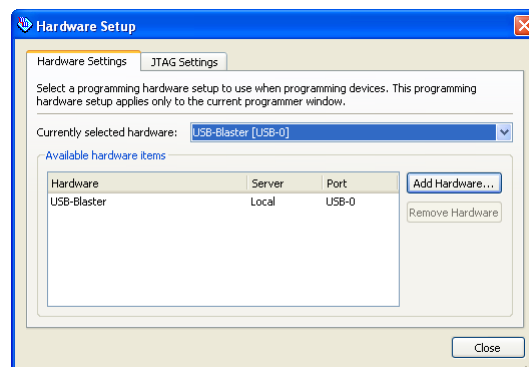 Hardware Setup
Hardware Settings
JTAG Settings
Select a programming hardware setup to use when programming devices. This programming
hardware setup applies only to the current programmer window.
Currently selected hardware:
USB-Blaster [USB-0]
Available hardware items
Hardware
Server
Port
USB-Blaster
Local
USB-0
Add Hardware...
Remove Hardware
Close